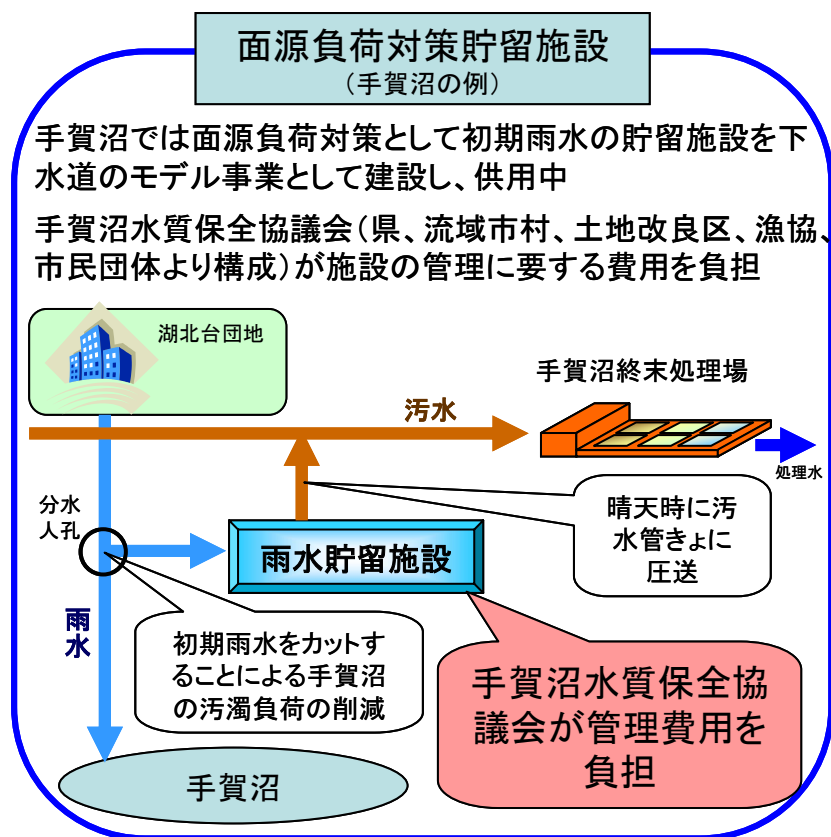 面源負荷対策貯留施設
（手賀沼の例）
手賀沼では面源負荷対策として初期雨水の貯留施設を下
水道のモデル事業として建設し、供用中
手賀沼水質保全協議会（県、流域市村、土地改良区、漁協、
市民団体より構成）が施設の管理に要する費用を負担
湖北台団地
手賀沼終末処理場
汚水
処理水
分水
人孔
晴天時に汚
水管きょに
圧送
雨水貯留施設
雨
水
初期雨水をカットす
ることによる手賀沼
の汚濁負荷の削減
手賀沼水質保全協
議会が管理費用を
負担
手賀沼